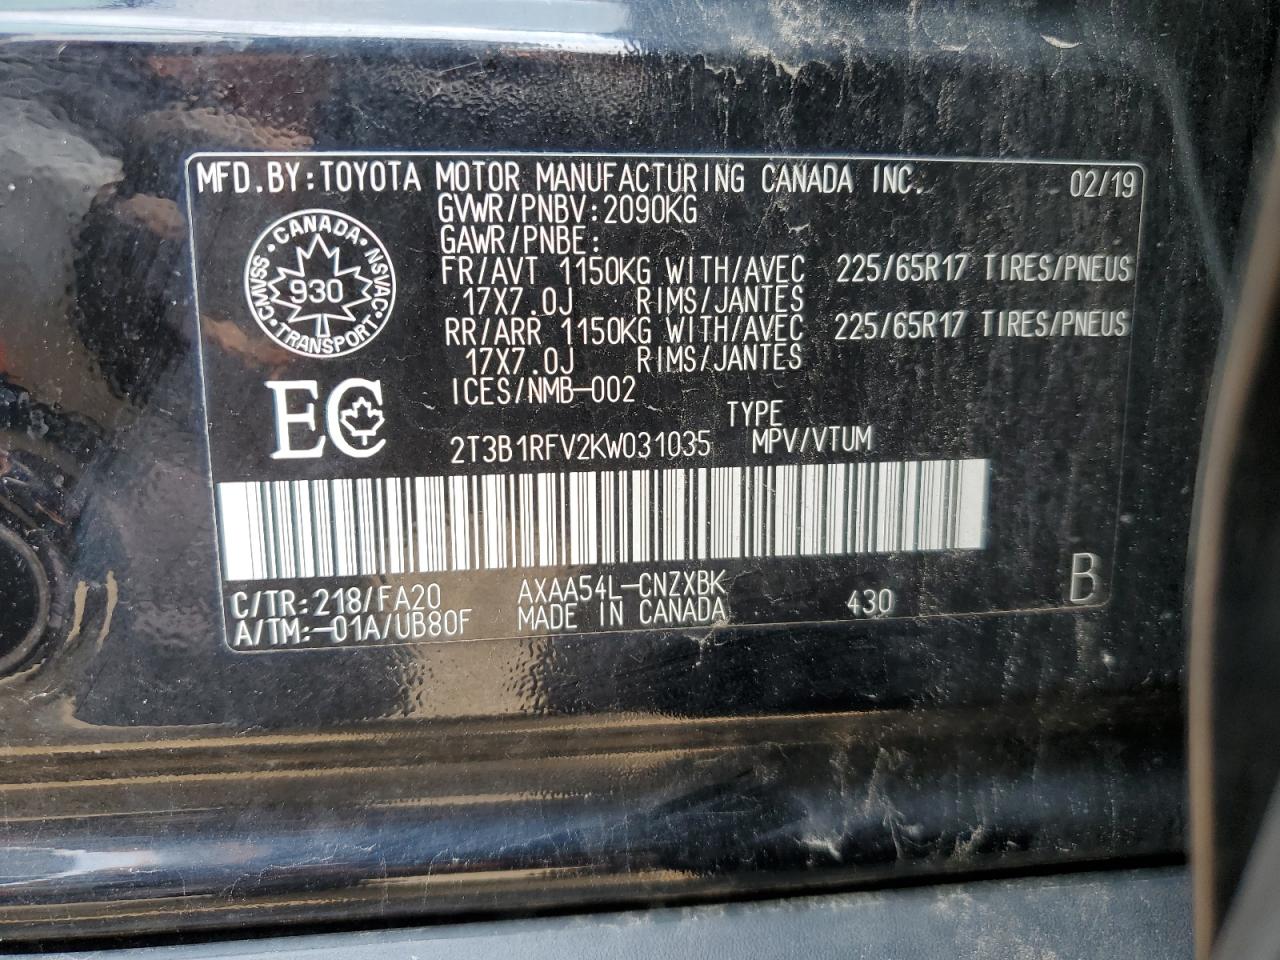 MFD.BY:TOYOTA MOTOR MANUFACTURING CANADA INC. 02/19
GVWR/PNBV:2090KG
GAWR/PNBE:
FR/AVT 1150KG WITH/AVEC 225/65R17 TIRES/PNEUS
17X7.0J RIMS/JANTES
RR/ARR 1150KG WITH/AVEC 225/65R17 TIRES/PNEUS
17X7.0J RIMS/JANTES
ICES/NMB-002
CANADA · NSVAC · TRANSPORT · CMVSS ·
930
EC
TYPE
2T3B1RFV2KW031035 MPV/VTUM
C/TR:218/FA20 AXAA54L-CNZXBK
A/TM:-01A/UB80F MADE IN CANADA 430 B